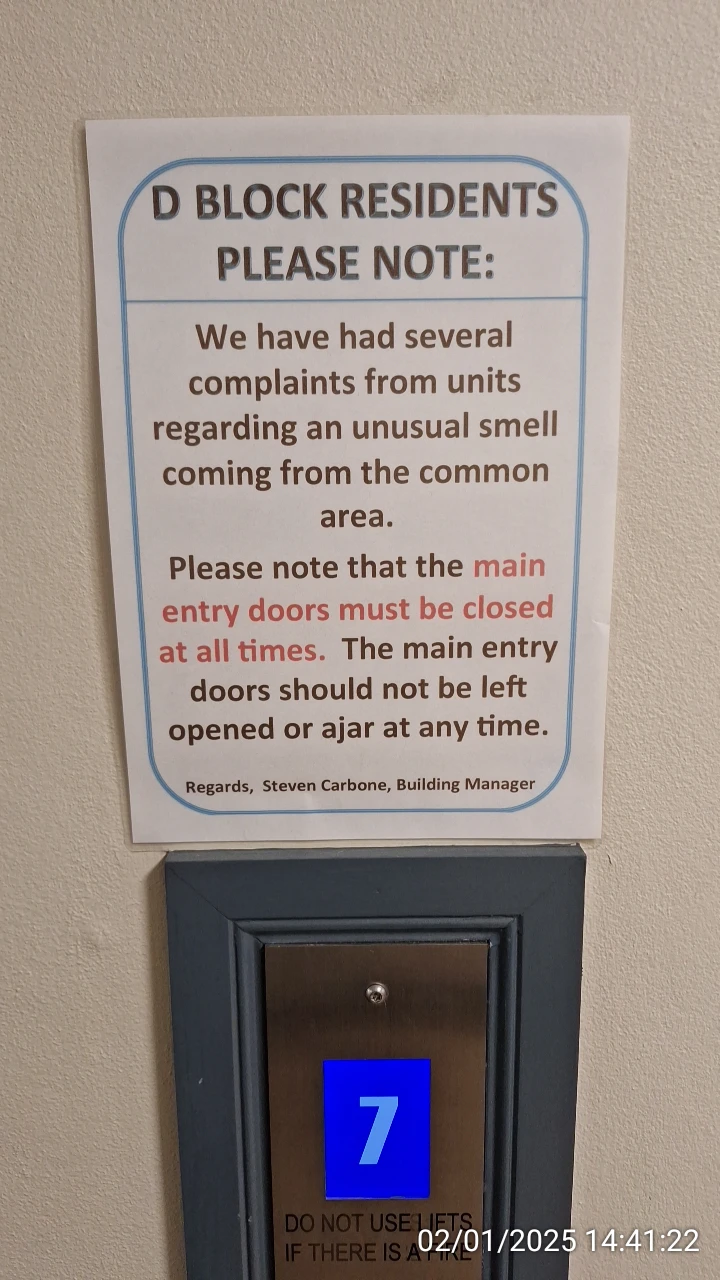 D BLOCK RESIDENTS
PLEASE NOTE:
We have had several
complaints from units
regarding an unusual smell
coming from the common
area.
Please note that the main
entry doors must be closed
at all times. The main entry
doors should not be left
opened or ajar at any time.
Regards, Steven Carbone, Building Manager
7
DO NOT USE LIFTS
IF THERE IS A FIRE
02/01/2025 14:41:22